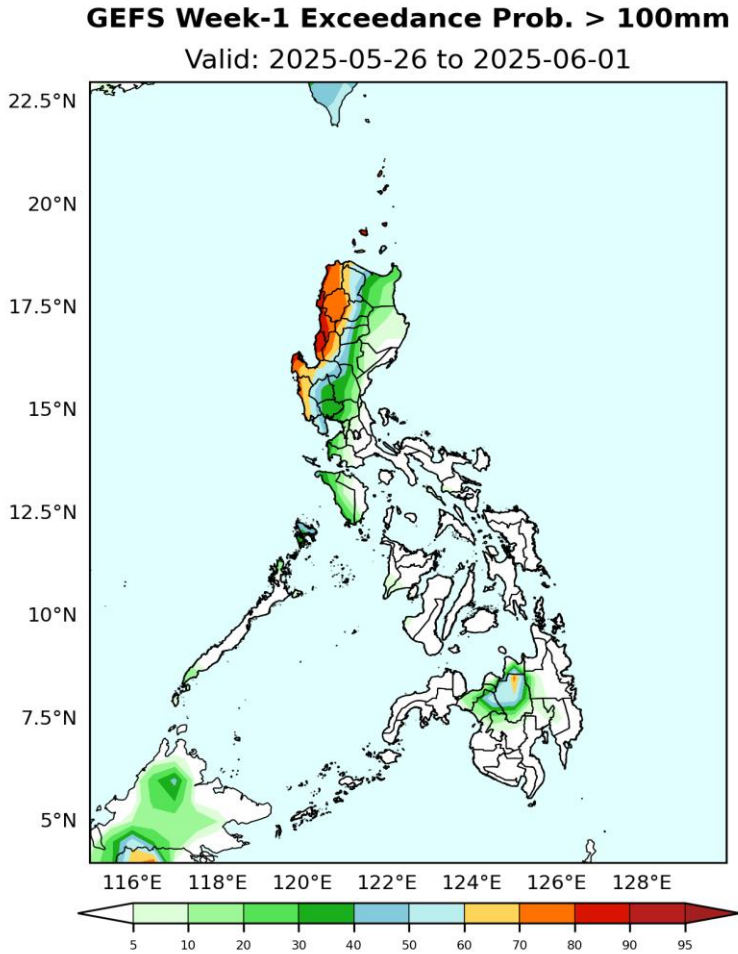 GEFS Week-1 Exceedance Prob. > 100mm
Valid: 2025-05-26 to 2025-06-01
22.5°N
20°N
17.5°N
15°N
12.5°N
10°N
7.5°N
5°N
116°E 118°E 120°E 122°E 124°E 126°E 128°E
5 10 20 30 40 50 60 70 80 90 95